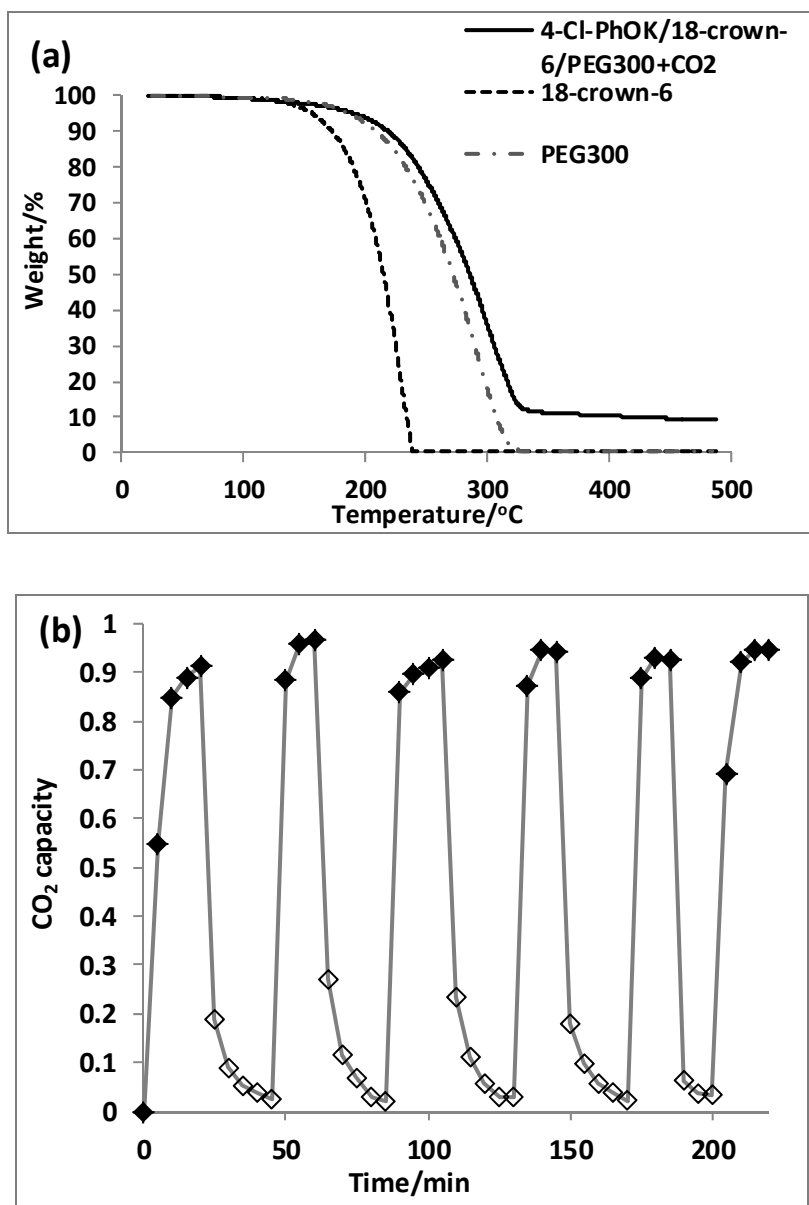 (a)
4-Cl-PhOK/18-crown-
6/PEG300+CO2
18-crown-6
PEG300
100
90
80
70
60
50
40
30
20
10
0
Weight/%
0 100 200 300 400 500
Temperature/°C
(b)
1
0.9
0.8
0.7
0.6
0.5
0.4
0.3
0.2
0.1
0
CO₂ capacity
0 50 100 150 200
Time/min